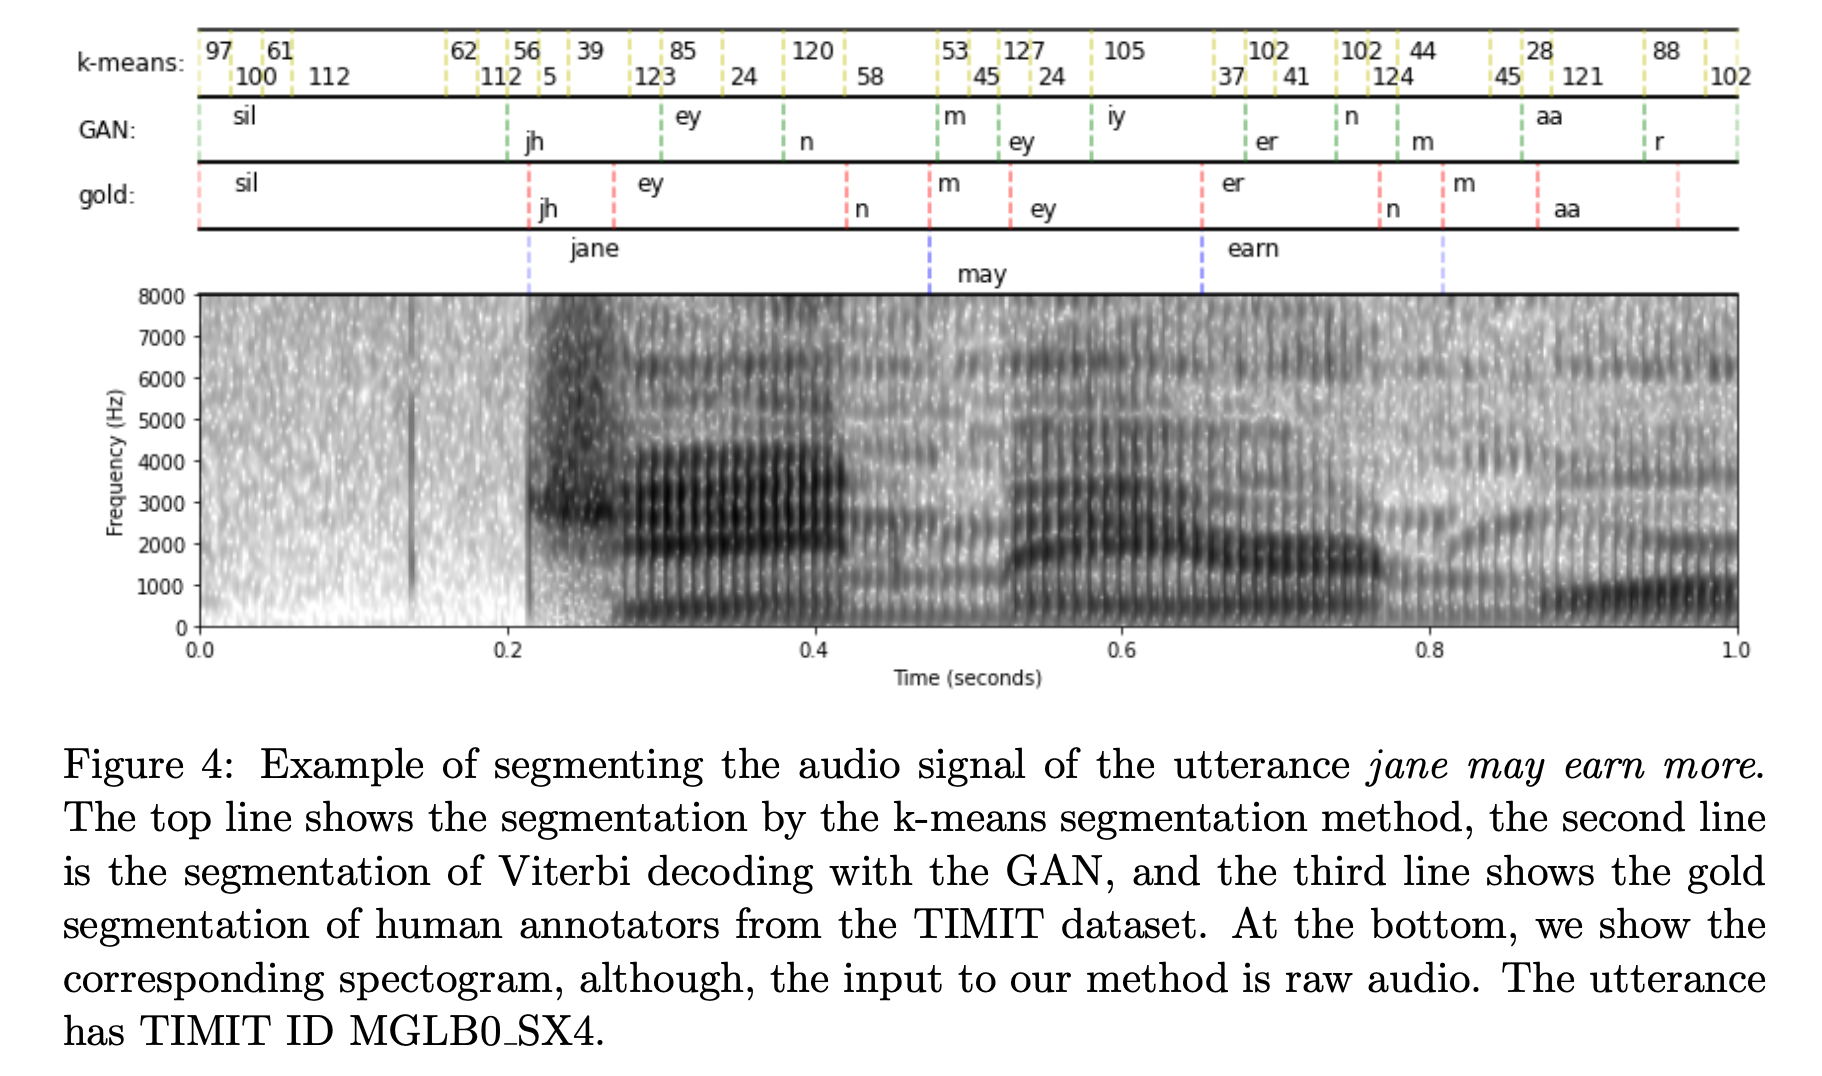 97 61 62 56 39 85 120 53 127 105 102 102 44 28 88
k-means:
100 112 112 5 123 24 58 45 24 37 41 124 45 121 102
sil ey m iy n aa
GAN:
jh n ey er m r
sil ey m er m
gold:
jh n ey n aa
jane earn
may
8000
7000
6000
5000
4000
3000
2000
1000
0
Frequency (Hz)
0.0 0.2 0.4 0.6 0.8 1.0
Time (seconds)
Figure 4: Example of segmenting the audio signal of the utterance jane may earn more.
The top line shows the segmentation by the k-means segmentation method, the second line
is the segmentation of Viterbi decoding with the GAN, and the third line shows the gold
segmentation of human annotators from the TIMIT dataset. At the bottom, we show the
corresponding spectogram, although, the input to our method is raw audio. The utterance
has TIMIT ID MGLB0_SX4.